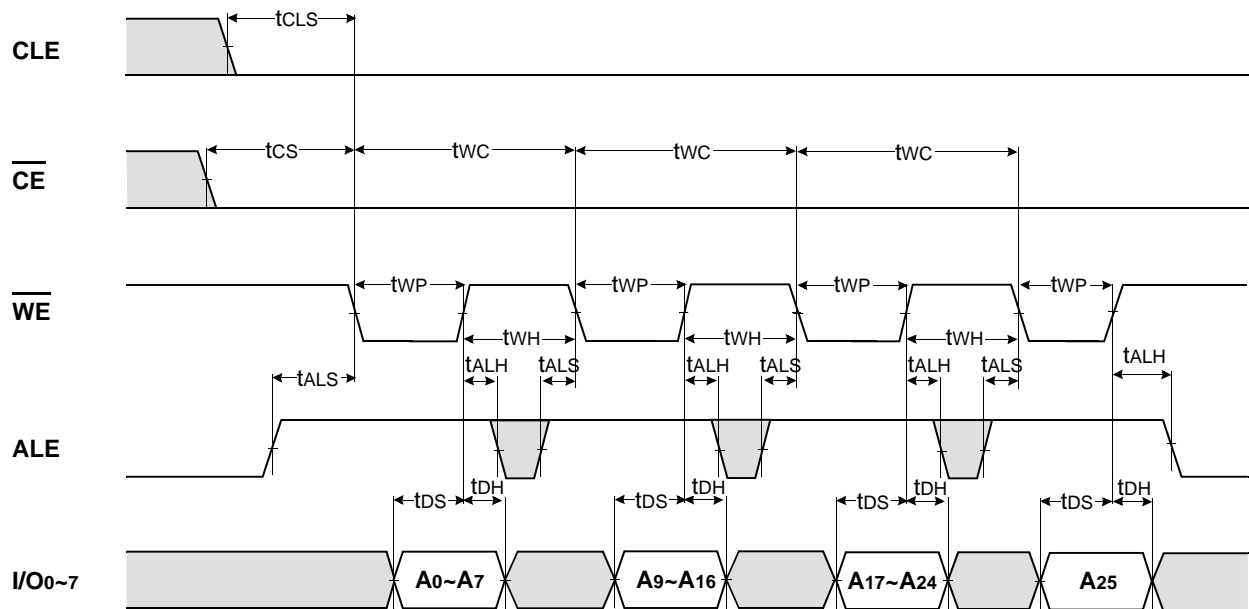 tCLS
CLE
tCS tWC tWC tWC
CE
tWP tWP tWP tWP
WE
tWH tWH tWH
tALS tALH tALS tALH tALS tALH tALS tALH
ALE
tDS tDH tDS tDH tDS tDH tDS tDH
I/O0~7 A0~A7 A9~A16 A17~A24 A25